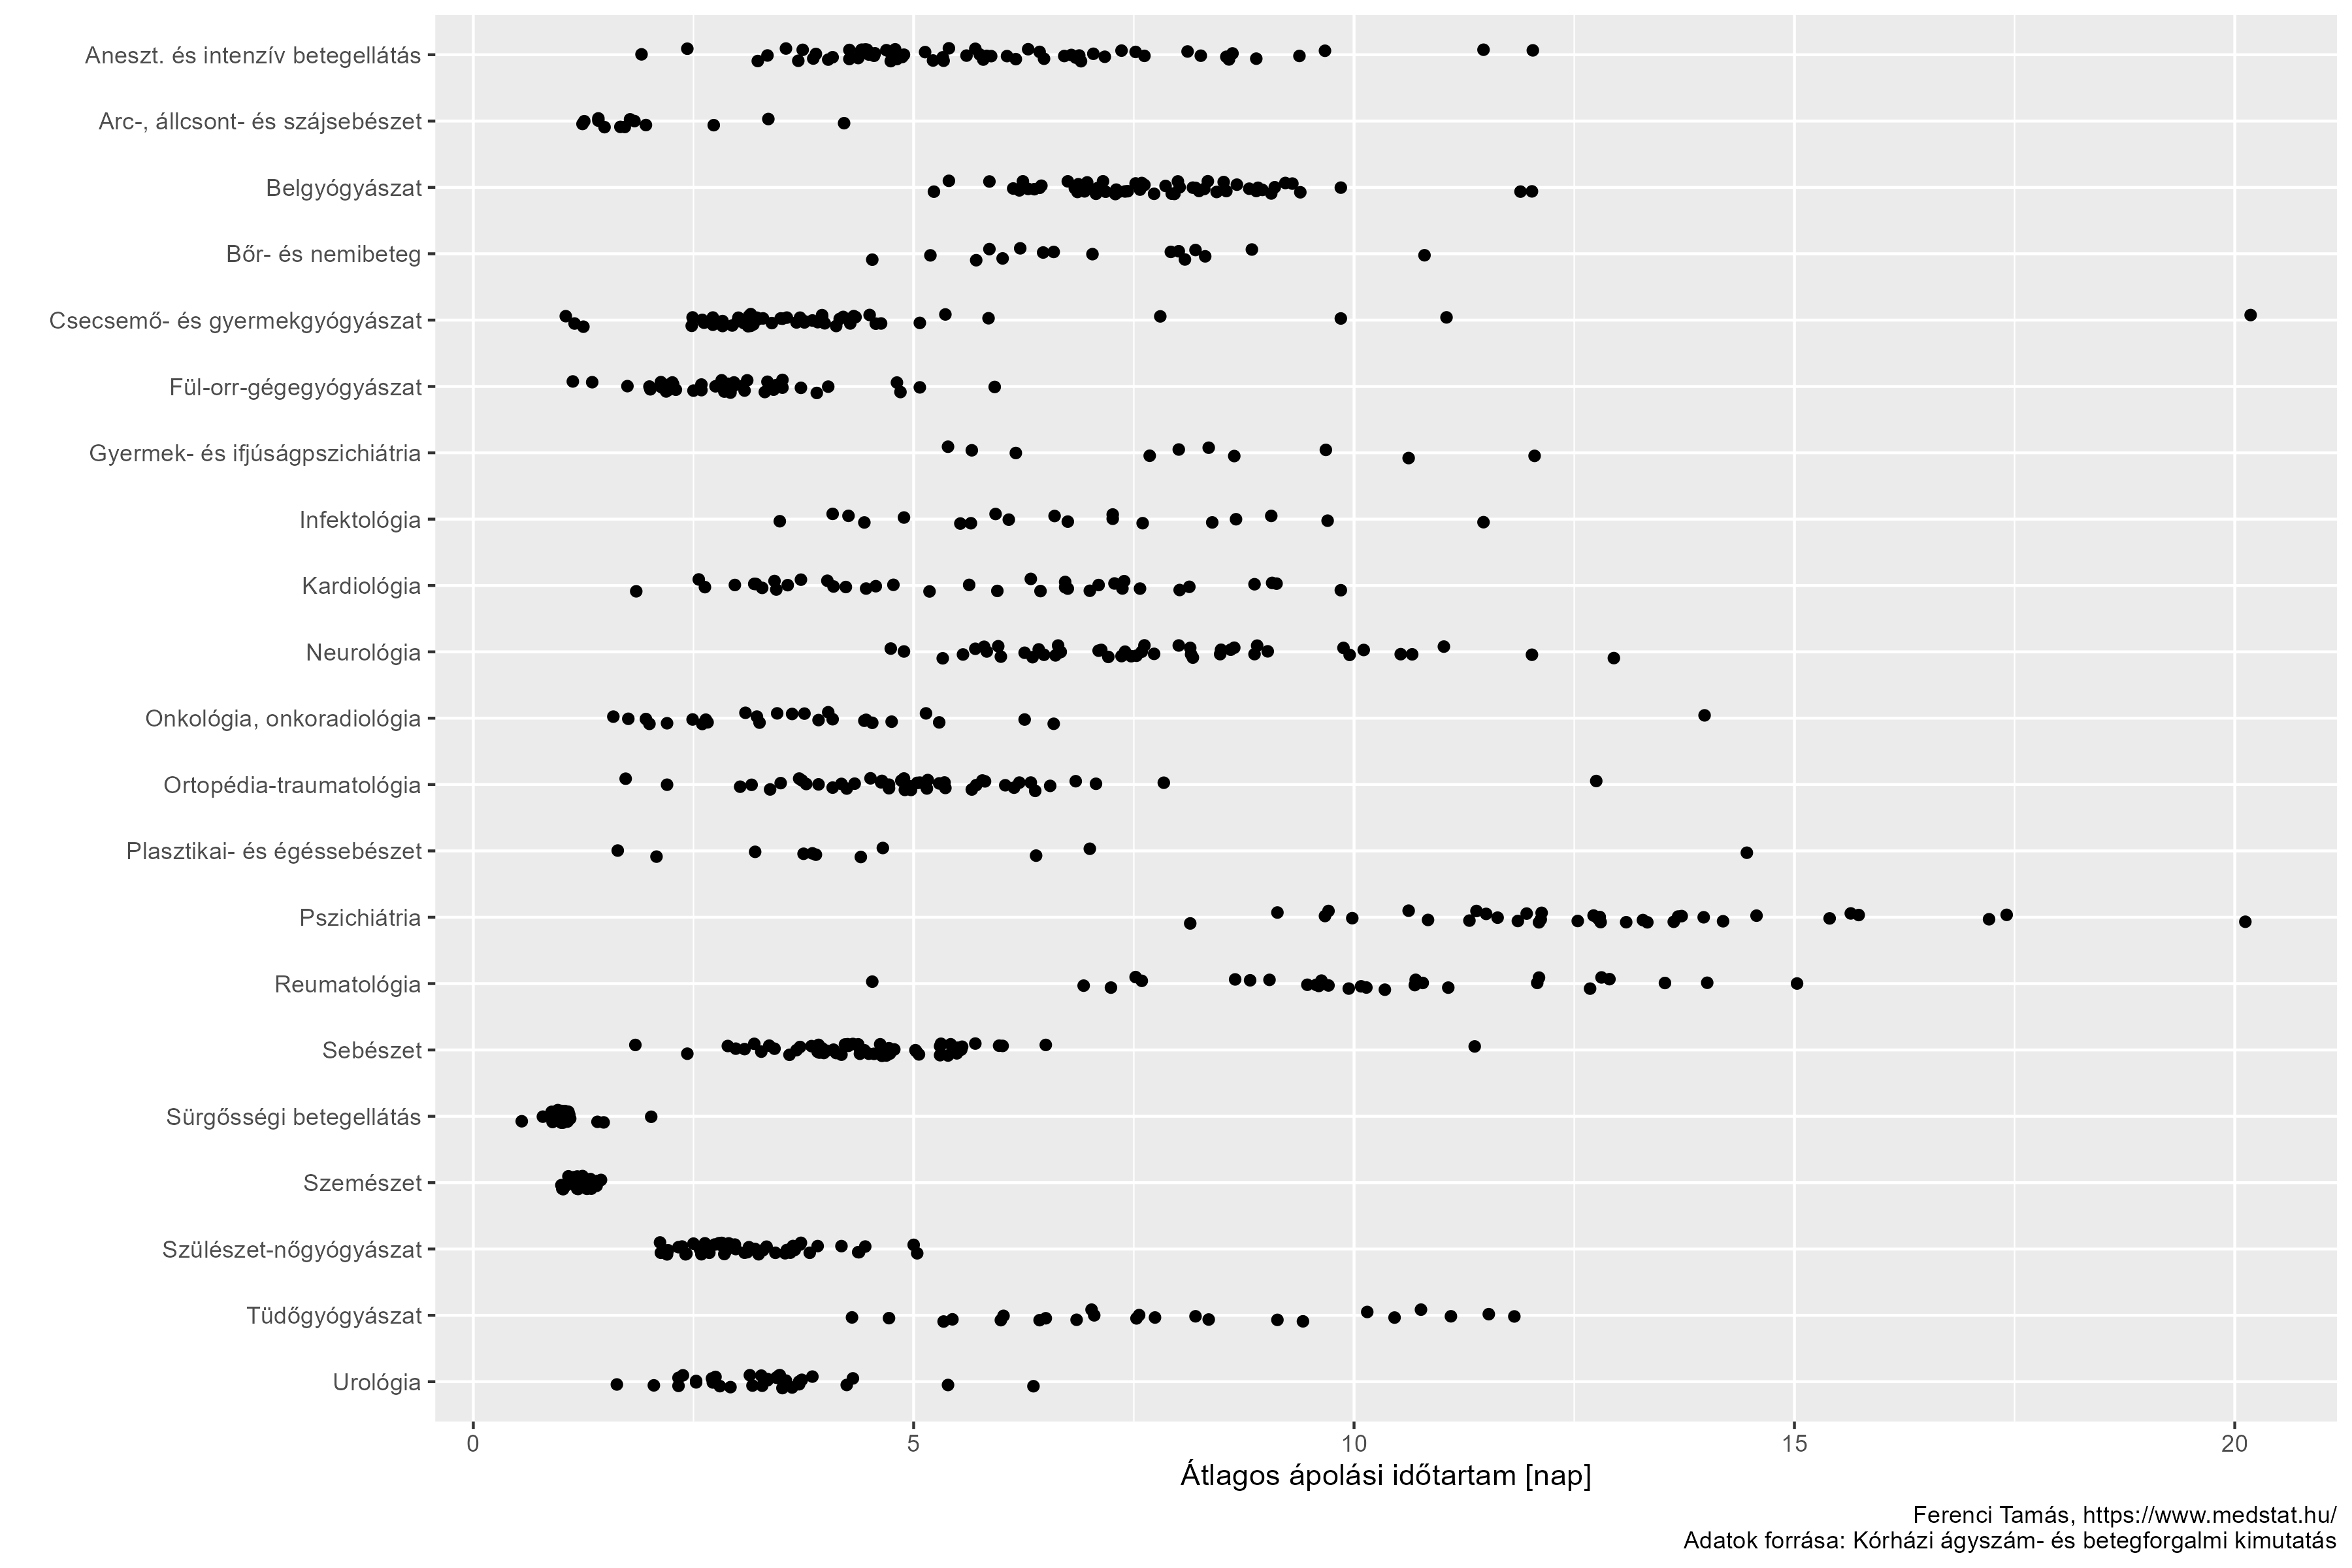 Aneszt. és intenzív betegellátás
Arc-, állcsont- és szájsebészet
Belgyógyászat
Bőr- és nemibeteg
Csecsemő- és gyermekgyógyászat
Fül-orr-gégegyógyászat
Gyermek- és ifjúságpszichiátria
Infektológia
Kardiológia
Neurológia
Onkológia, onkoradiológia
Ortopédia-traumatológia
Plasztikai- és égéssebészet
Pszichiátria
Reumatológia
Sebészet
Sürgősségi betegellátás
Szemészet
Szülészet-nőgyógyászat
Tüdőgyógyászat
Urológia
0 5 10 15 20
Átlagos ápolási időtartam [nap]
Ferenci Tamás, https://www.medstat.hu/
Adatok forrása: Kórházi ágyszám- és betegforgalmi kimutatás